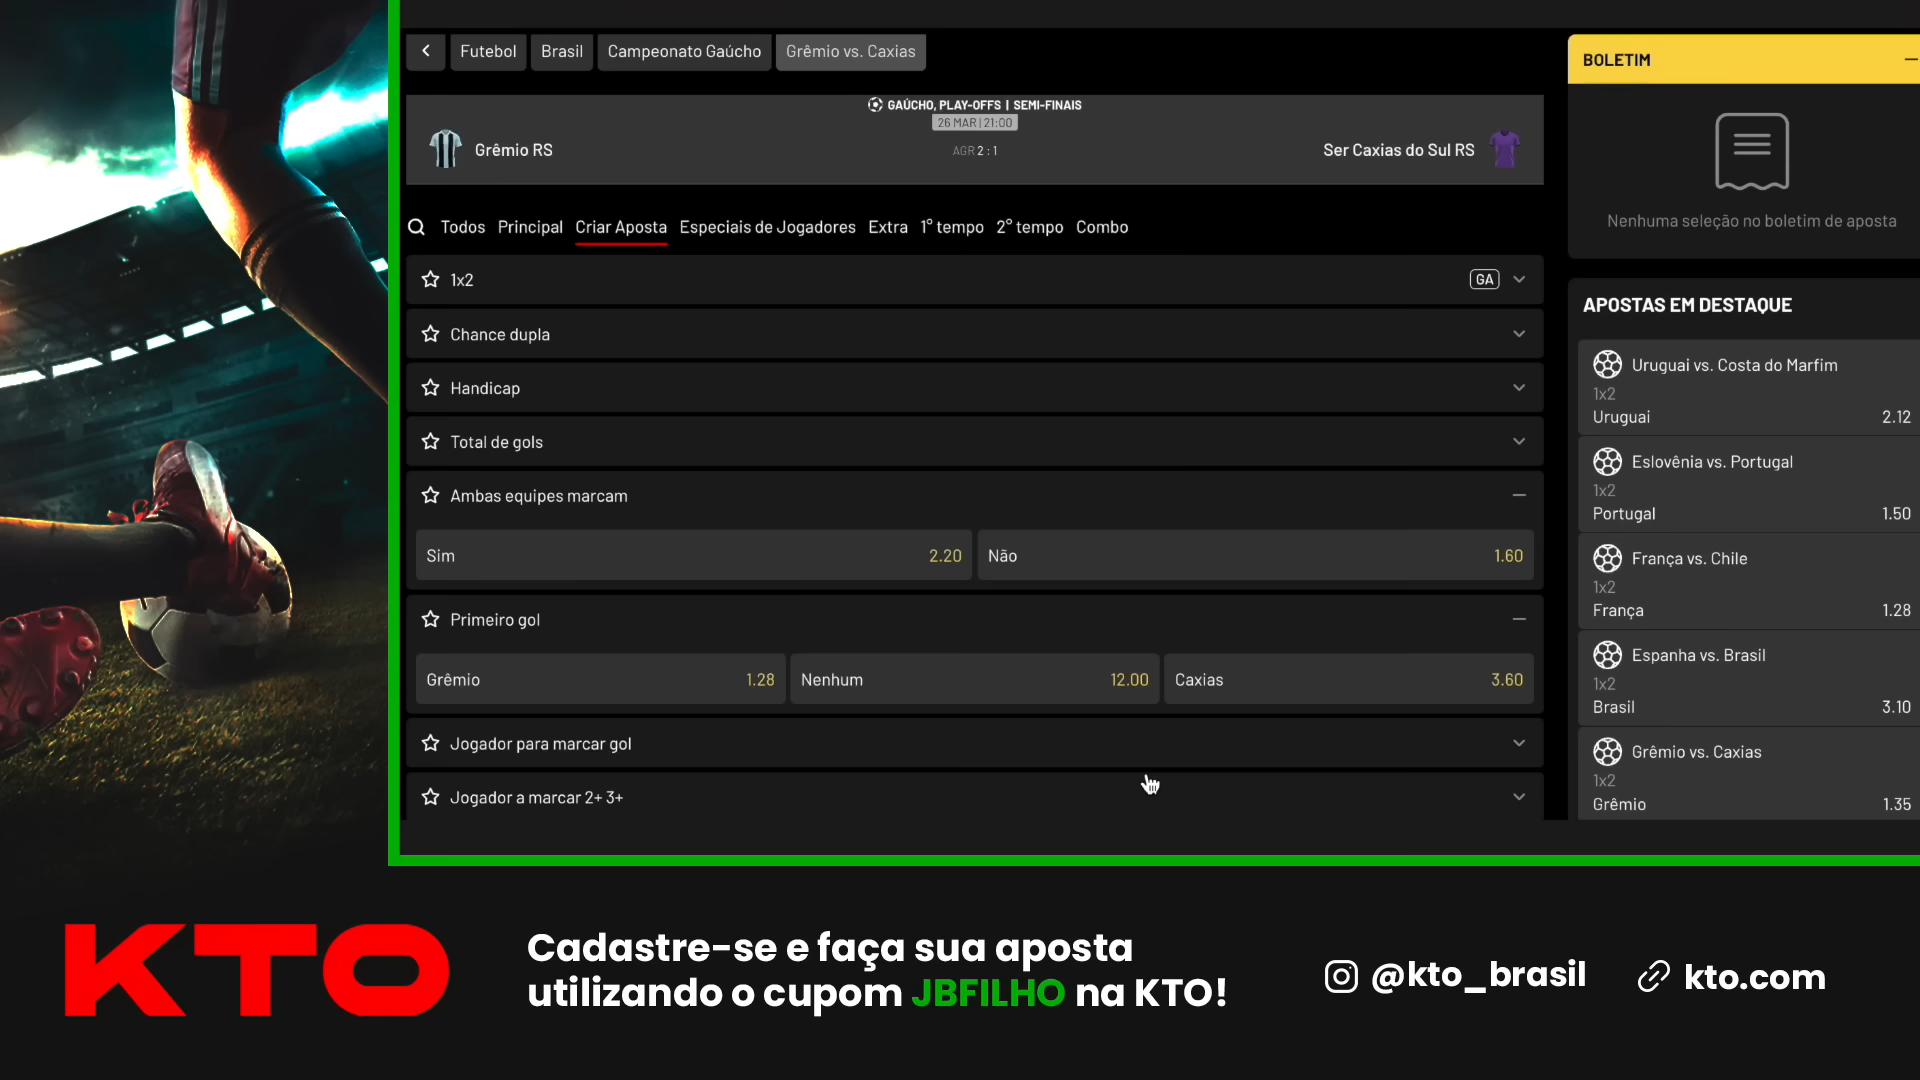 Futebol
Brasil
Campeonato Gaúcho
Grêmio vs. Caxias
GAÚCHO, PLAY-OFFS | SEMI-FINAIS
26 MAR | 21:00
Grêmio RS
AGR 2 : 1
Ser Caxias do Sul RS
Todos Principal Criar Aposta Especiais de Jogadores Extra 1° tempo 2° tempo Combo
1x2
GA
Chance dupla
Handicap
Total de gols
Ambas equipes marcam
Sim 2.20
Não 1.60
Primeiro gol
Grêmio 1.28
Nenhum 12.00
Caxias 3.60
Jogador para marcar gol
Jogador a marcar 2+ 3+
BOLETIM
Nenhuma seleção no boletim de aposta
APOSTAS EM DESTAQUE
Uruguai vs. Costa do Marfim
1x2
Uruguai 2.12
Eslovênia vs. Portugal
1x2
Portugal 1.50
França vs. Chile
1x2
França 1.28
Espanha vs. Brasil
1x2
Brasil 3.10
Grêmio vs. Caxias
1x2
Grêmio 1.35
KTO
Cadastre-se e faça sua aposta
utilizando o cupom JBFILHO na KTO!
@kto_brasil
kto.com